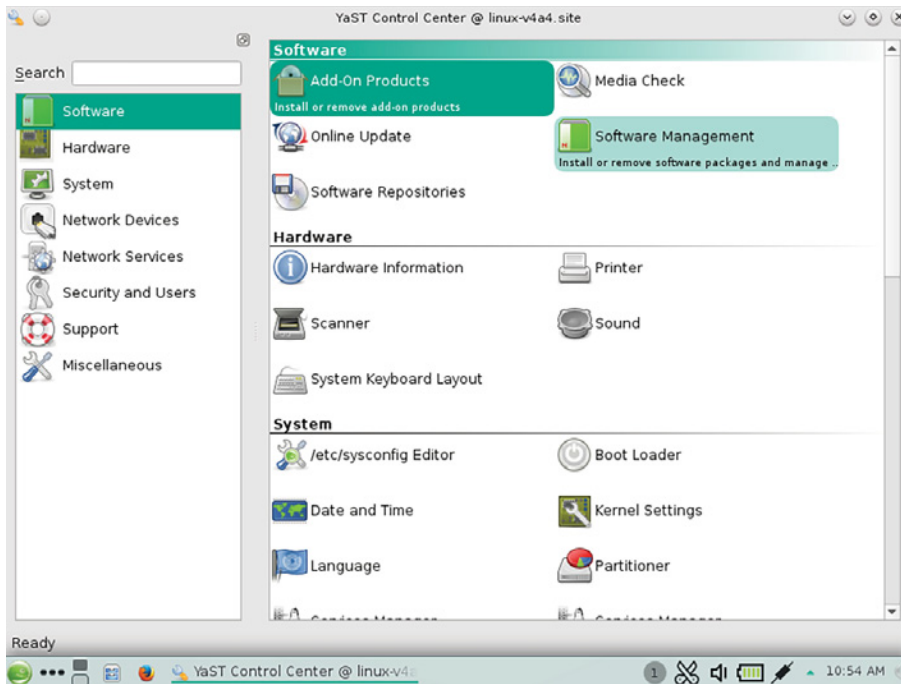 YaST Control Center @ linux-v4a4.site
Search
Software
Hardware
System
Network Devices
Network Services
Security and Users
Support
Miscellaneous
Software
Add-On Products
Install or remove add-on products
Media Check
Online Update
Software Management
Install or remove software packages and manage ..
Software Repositories
Hardware
Hardware Information
Printer
Scanner
Sound
System Keyboard Layout
System
/etc/sysconfig Editor
Boot Loader
Date and Time
Kernel Settings
Language
Partitioner
Services Manager
Services Manager
Ready
YaST Control Center @ linux-v4a
1
10:54 AM